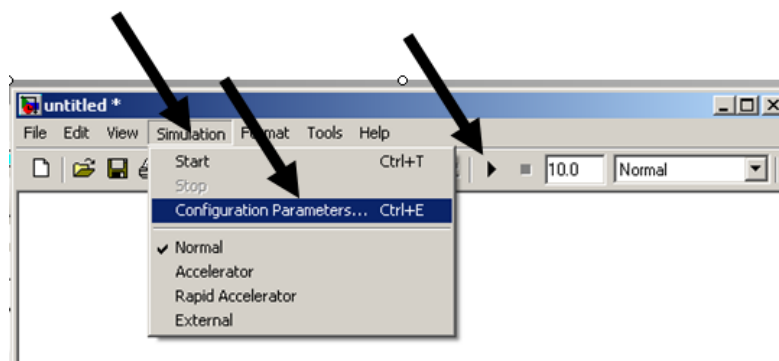 untitled *
File Edit View Simulation Format Tools Help
10.0 Normal
Start Ctrl+T
Stop
Configuration Parameters... Ctrl+E
Normal
Accelerator
Rapid Accelerator
External